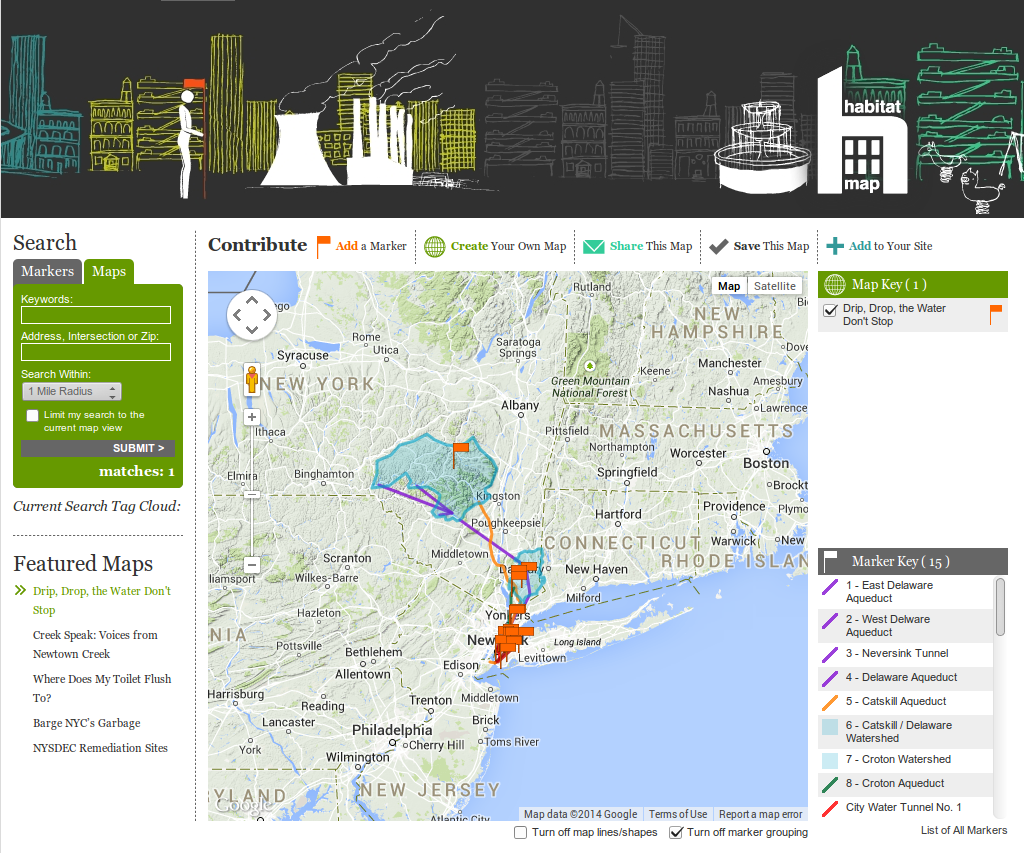 habitat
map
Search
Markers
Maps
Keywords:
Address, Intersection or Zip:
Search Within:
1 Mile Radius
Limit my search to the
current map view
SUBMIT >
matches: 1
Current Search Tag Cloud:
Featured Maps
Drip, Drop, the Water Don't
Stop
Creek Speak: Voices from
Newtown Creek
Where Does My Toilet Flush
To?
Barge NYC's Garbage
NYSDEC Remediation Sites
Contribute
Add a Marker
Create Your Own Map
Share This Map
Save This Map
Add to Your Site
Map
Satellite
Rutland
NEW
HAMPSHIRE
Rome
Utica
Saratoga
Springs
Syracuse
NEW YORK
Green Mountain
National Forest
Keene
Manchester
Dove
Amesbury
Nashua
Lawrence
Albany
Ithaca
Pittsfield
MASSACHUSETTS
Northampton
Worcester
Boston
Springfield
Elmira
Binghamton
Brockt
Kingston
Providence
Plymo
Poughkeepsie
Hartford
Warwick
New
CONNECTICUT
RHODE ISLAN
Middletown
Scranton
New Haven
liamsport
Wilkes-Barre
Milford
Hazleton
Yonkers
NIA
Pottsville
Long Island
Bethlehem
Levittown
Edison
Allentown
Harrisburg
Reading
Trenton
Middletown
Lancaster
Brick
Philadelphia
Toms River
York
Cherry Hill
Wilmington
NEW JERSEY
YLAND
Google
Atlantic City
Map data ©2014 Google
Terms of Use
Report a map error
Turn off map lines/shapes
Turn off marker grouping
Map Key ( 1 )
Drip, Drop, the Water
Don't Stop
Marker Key ( 15 )
1 - East Delaware
Aqueduct
2 - West Delware
Aqueduct
3 - Neversink Tunnel
4 - Delaware Aqueduct
5 - Catskill Aqueduct
6 - Catskill / Delaware
Watershed
7 - Croton Watershed
8 - Croton Aqueduct
City Water Tunnel No. 1
List of All Markers